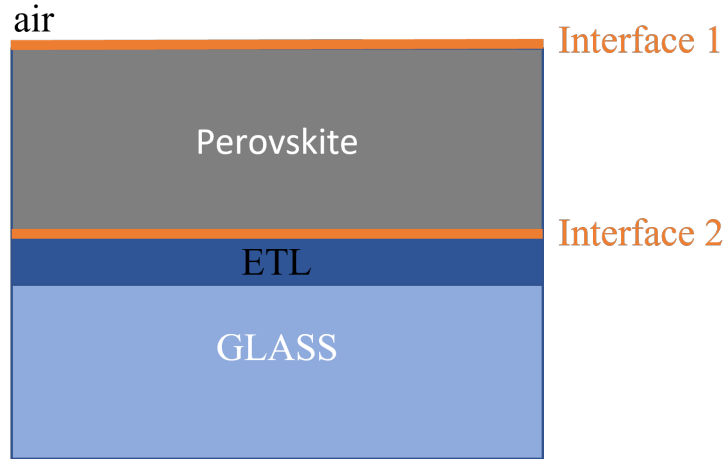 air
Interface 1
Perovskite
Interface 2
ETL
GLASS